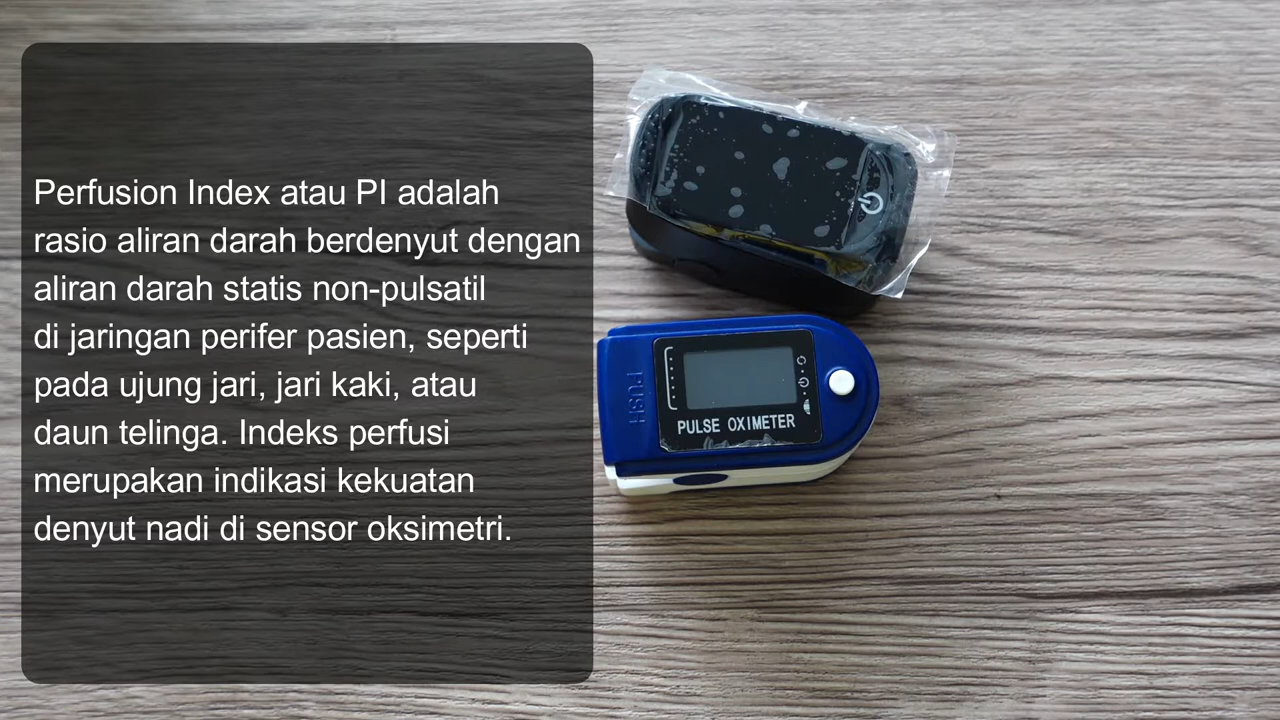 Perfusion Index atau PI adalah
rasio aliran darah berdenyut dengan
aliran darah statis non-pulsatil
di jaringan perifer pasien, seperti
pada ujung jari, jari kaki, atau
daun telinga. Indeks perfusi
merupakan indikasi kekuatan
denyut nadi di sensor oksimetri.
PUSH
PULSE OXIMETER